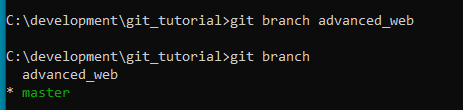 C:\development\git_tutorial>git branch advanced_web
C:\development\git_tutorial>git branch
  advanced_web
* master